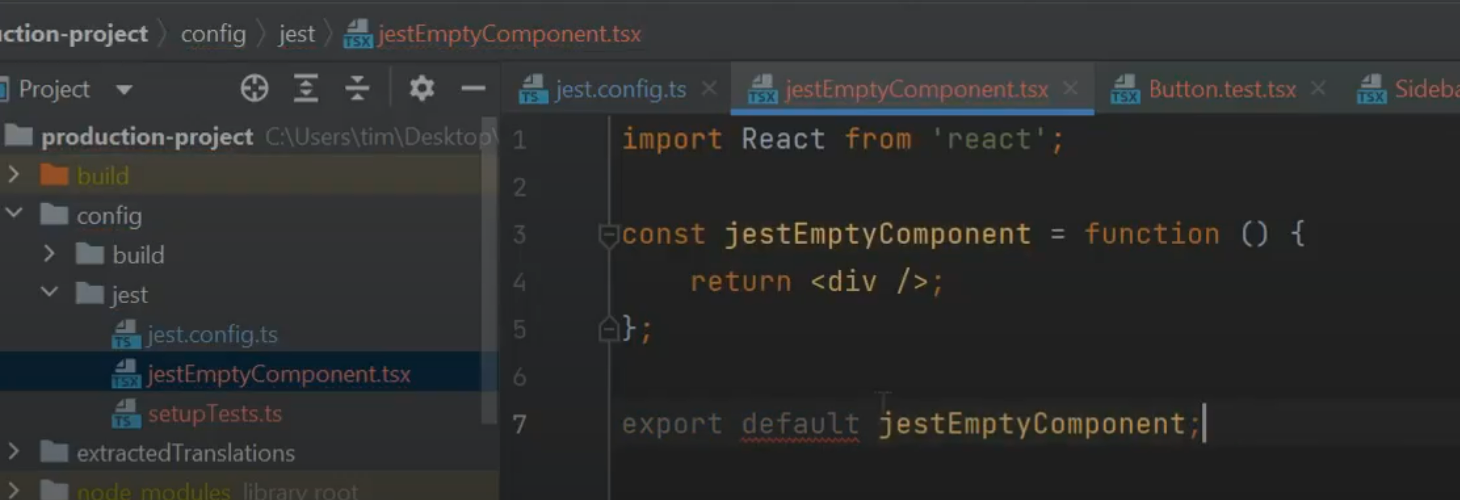 ction-project 〉 config 〉 jest 〉 TSX jestEmptyComponent.tsx
Project
TS jest.config.ts × TSX jestEmptyComponent.tsx × TSX Button.test.tsx × TSX Sideba
production-project C:\Users\tim\Desktop\
build
config
build
jest
TS jest.config.ts
TSX jestEmptyComponent.tsx
TS setupTests.ts
extractedTranslations
node_modules library root
1 import React from 'react';
2
3 const jestEmptyComponent = function () {
4 return <div />;
5 };
6
7 export default jestEmptyComponent;